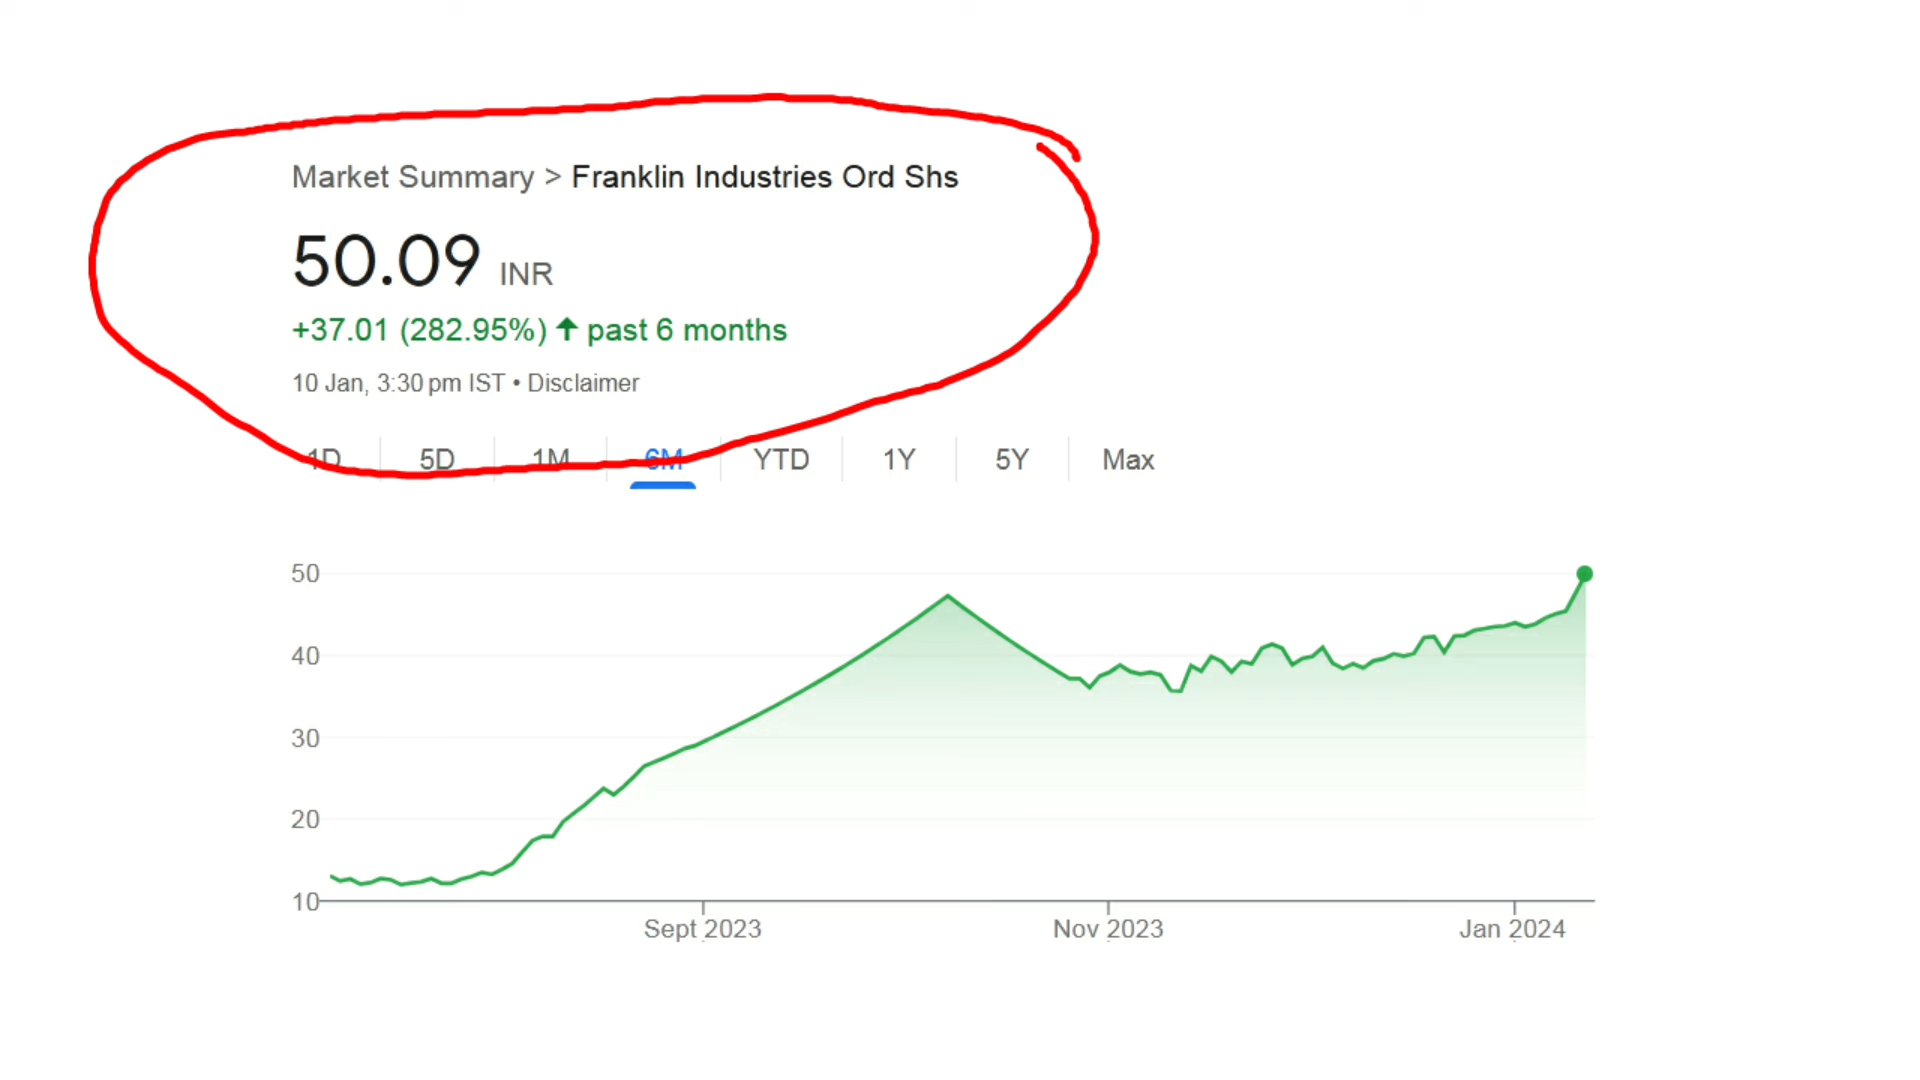 Market Summary > Franklin Industries Ord Shs
50.09 INR
+37.01 (282.95%) ↑ past 6 months
10 Jan, 3:30 pm IST • Disclaimer
1D 5D 1M 6M YTD 1Y 5Y Max
50
40
30
20
10
Sept 2023 Nov 2023 Jan 2024